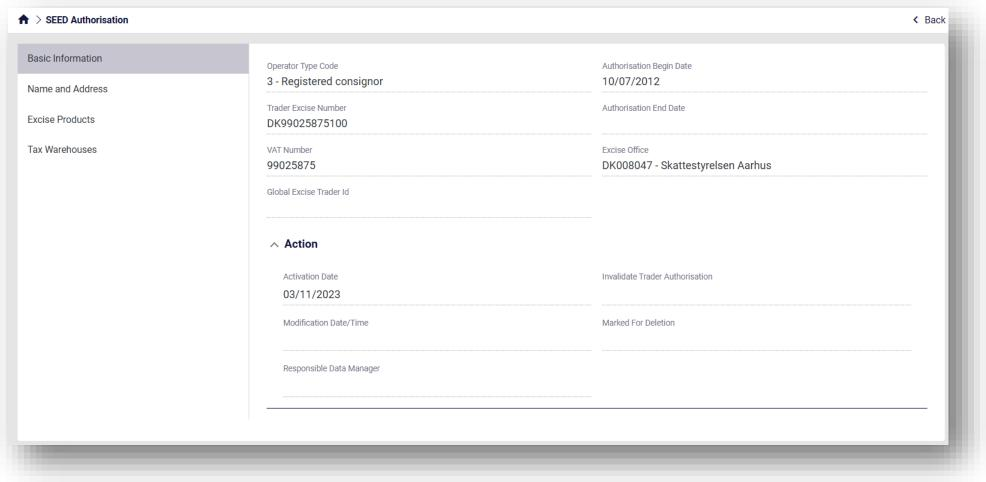 > SEED Authorisation
< Back
Basic Information
Name and Address
Excise Products
Tax Warehouses
Operator Type Code
3 - Registered consignor
Authorisation Begin Date
10/07/2012
Trader Excise Number
DK99025875100
Authorisation End Date
VAT Number
99025875
Excise Office
DK008047 - Skattestyrelsen Aarhus
Global Excise Trader Id
Action
Activation Date
03/11/2023
Invalidate Trader Authorisation
Modification Date/Time
Marked For Deletion
Responsible Data Manager